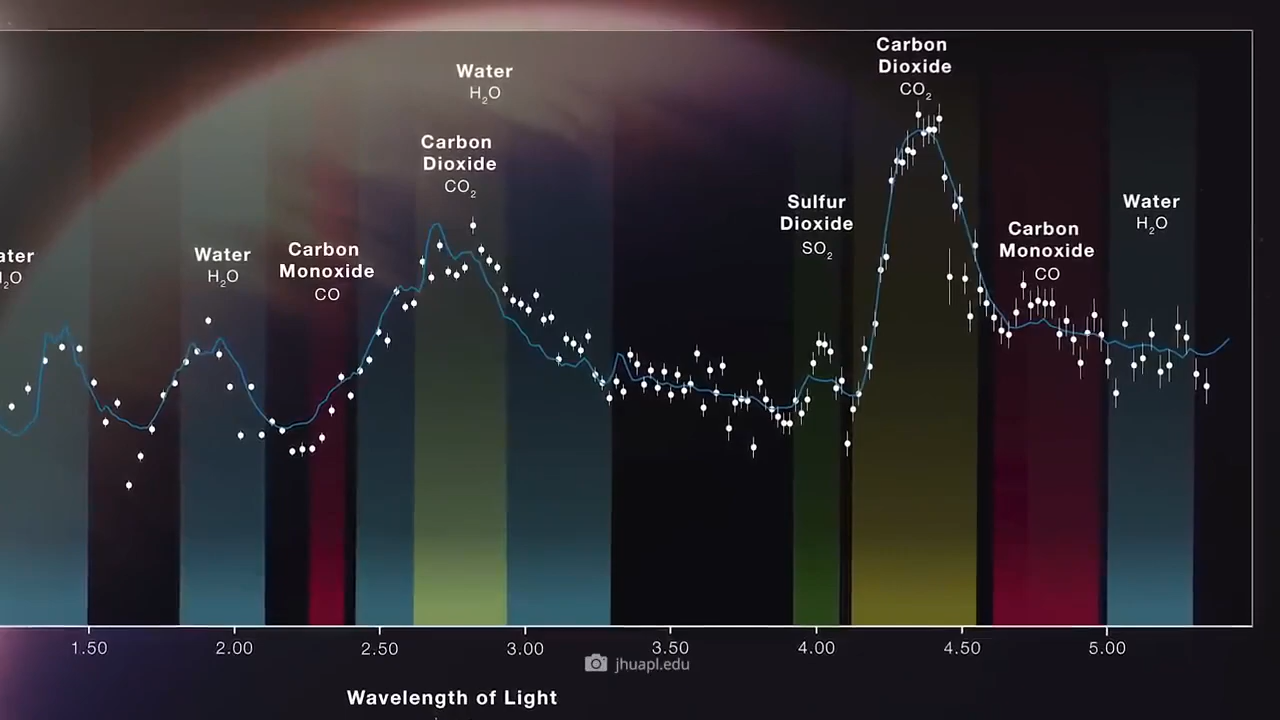 Carbon
Dioxide
CO₂
Water
H₂O
Carbon
Dioxide
CO₂
Sulfur
Dioxide
SO₂
Water
H₂O
Carbon
Monoxide
CO
Water
H₂O
Carbon
Monoxide
CO
ater
₂O
1.50 2.00 2.50 3.00 3.50 4.00 4.50 5.00
jhuapl.edu
Wavelength of Light